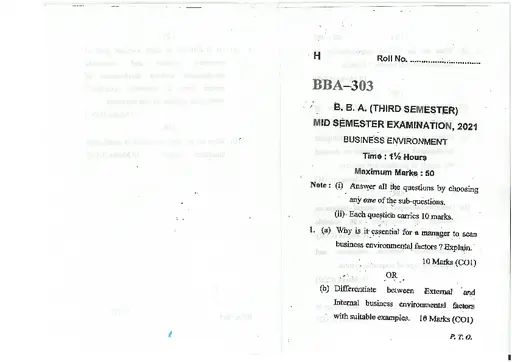 H Roll No. ..............................
BBA–303
B. B. A. (THIRD SEMESTER)
MID SEMESTER EXAMINATION, 2021
BUSINESS ENVIRONMENT
Time : 1½ Hours
Maximum Marks : 50
Note : (i) Answer all the questions by choosing
any one of the sub-questions.
(ii) Each question carries 10 marks.
1. (a) Why is it essential for a manager to scan
business environmental factors ? Explain.
10 Marks (CO1)
OR
(b) Differentiate between External and
Internal business environmental factors
with suitable examples. 10 Marks (CO1)
P. T. O.